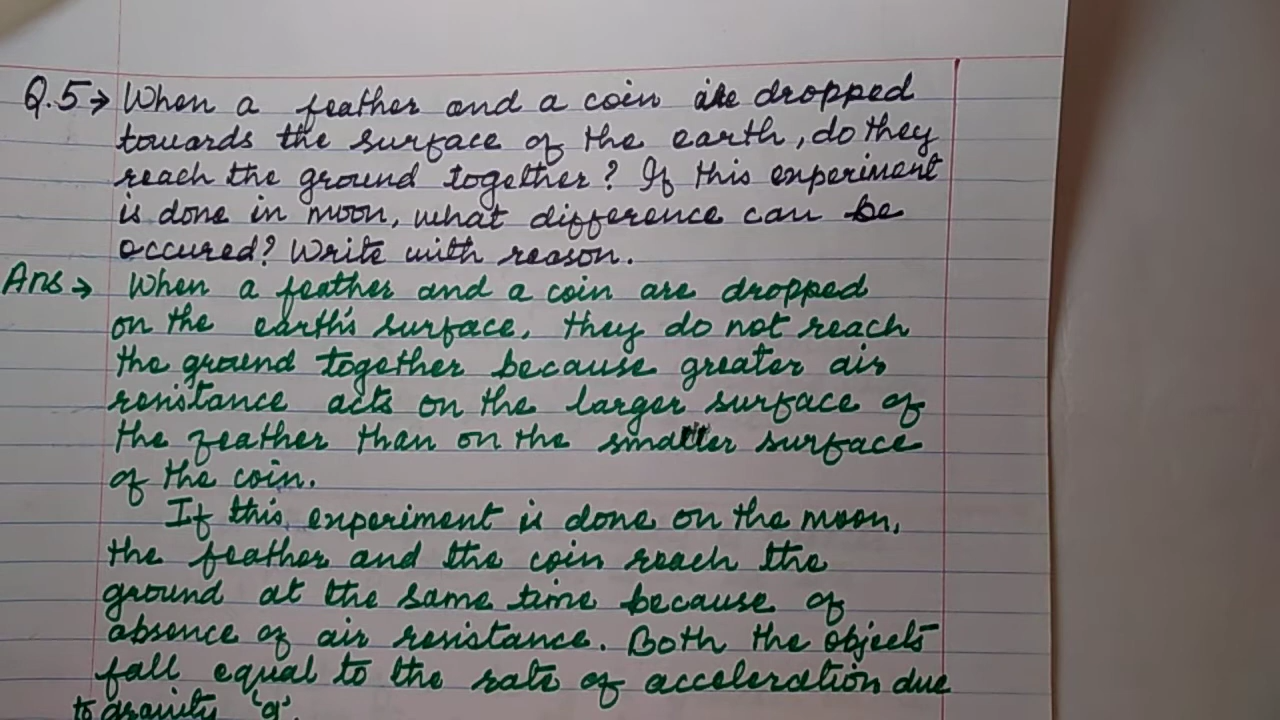 Q.5→ When a feather and a coin are dropped
towards the surface of the earth, do they
reach the ground together? If this experiment
is done in moon, what difference can be
occured? Write with reason.
Ans→ When a feather and a coin are dropped
on the earth's surface, they do not reach
the ground together because greater air
resistance acts on the larger surface of
the feather than on the smaller surface
of the coin.
If this experiment is done on the moon,
the feather and the coin reach the
ground at the same time because of
absence of air resistance. Both the objects
fall equal to the rate of acceleration due
to gravity 'g'.